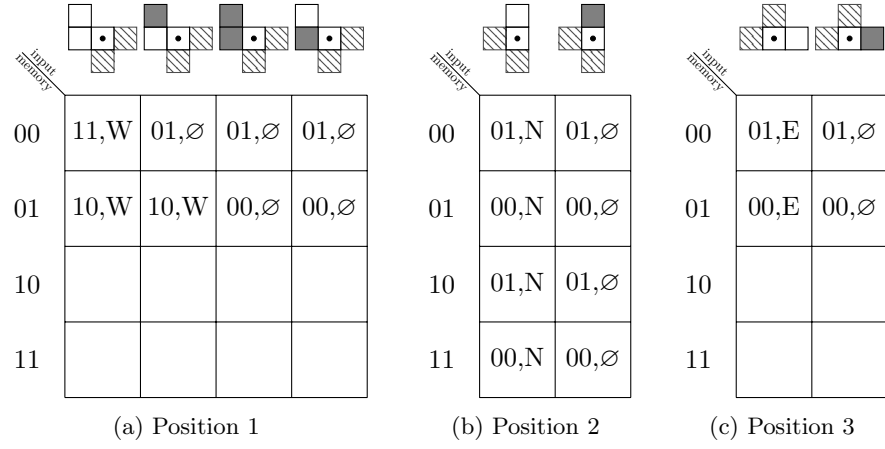 input memory input memory input memory
00 11,W 01,∅ 01,∅ 01,∅ 00 01,N 01,∅ 00 01,E 01,∅
01 10,W 10,W 00,∅ 00,∅ 01 00,N 00,∅ 01 00,E 00,∅
10 10 01,N 01,∅ 10
11 11 00,N 00,∅ 11
(a) Position 1 (b) Position 2 (c) Position 3